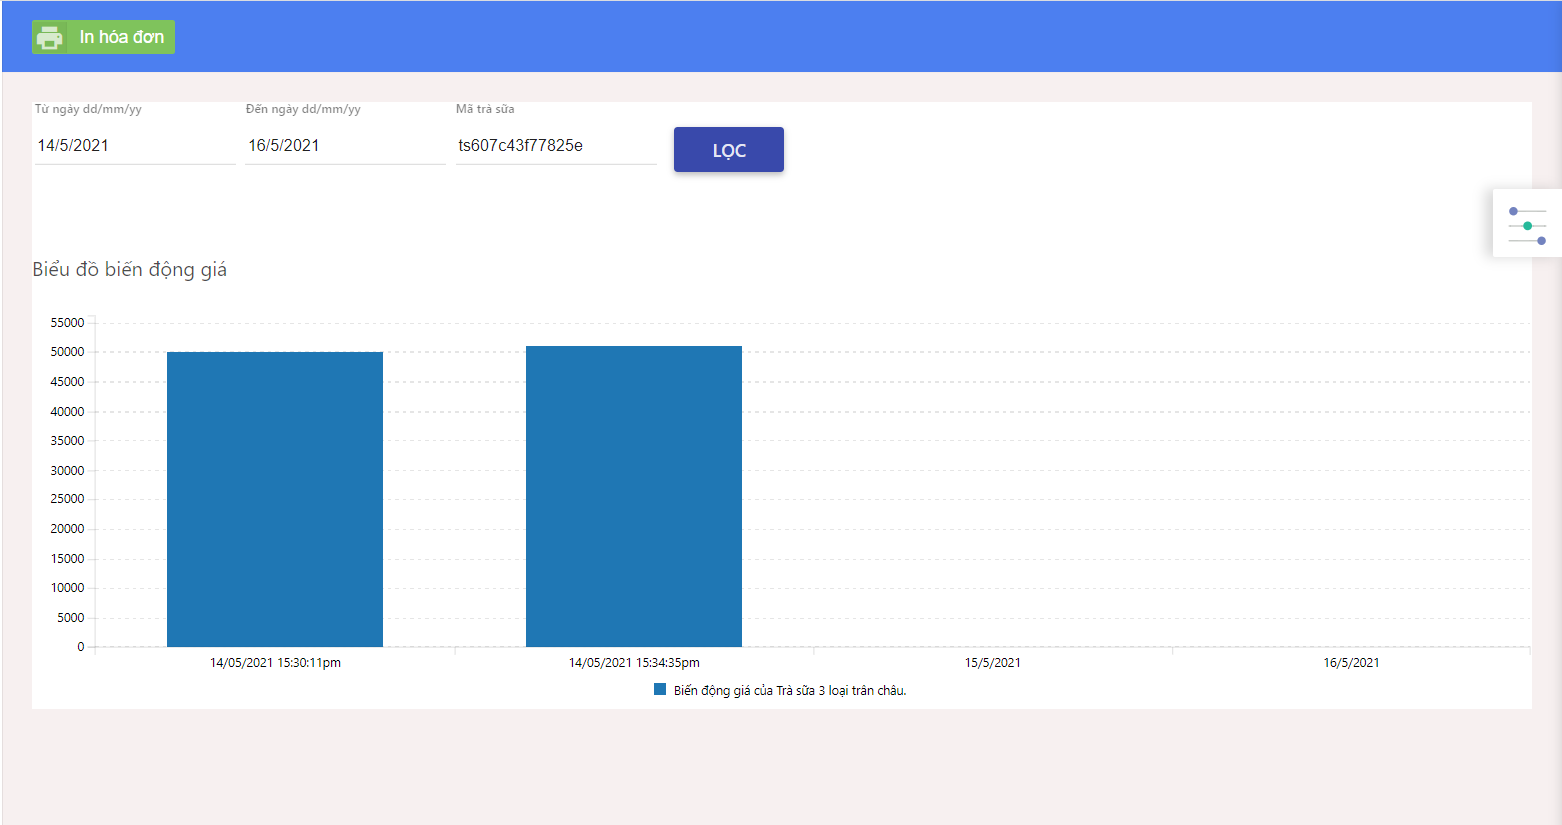 In hóa đơn
Từ ngày dd/mm/yy Đến ngày dd/mm/yy Mã trà sữa
14/5/2021 16/5/2021 ts607c43f77825e LỌC
Biểu đồ biến động giá
55000
50000
45000
40000
35000
30000
25000
20000
15000
10000
5000
0
14/05/2021 15:30:11pm 14/05/2021 15:34:35pm 15/5/2021 16/5/2021
Biến động giá của Trà sữa 3 loại trân châu.